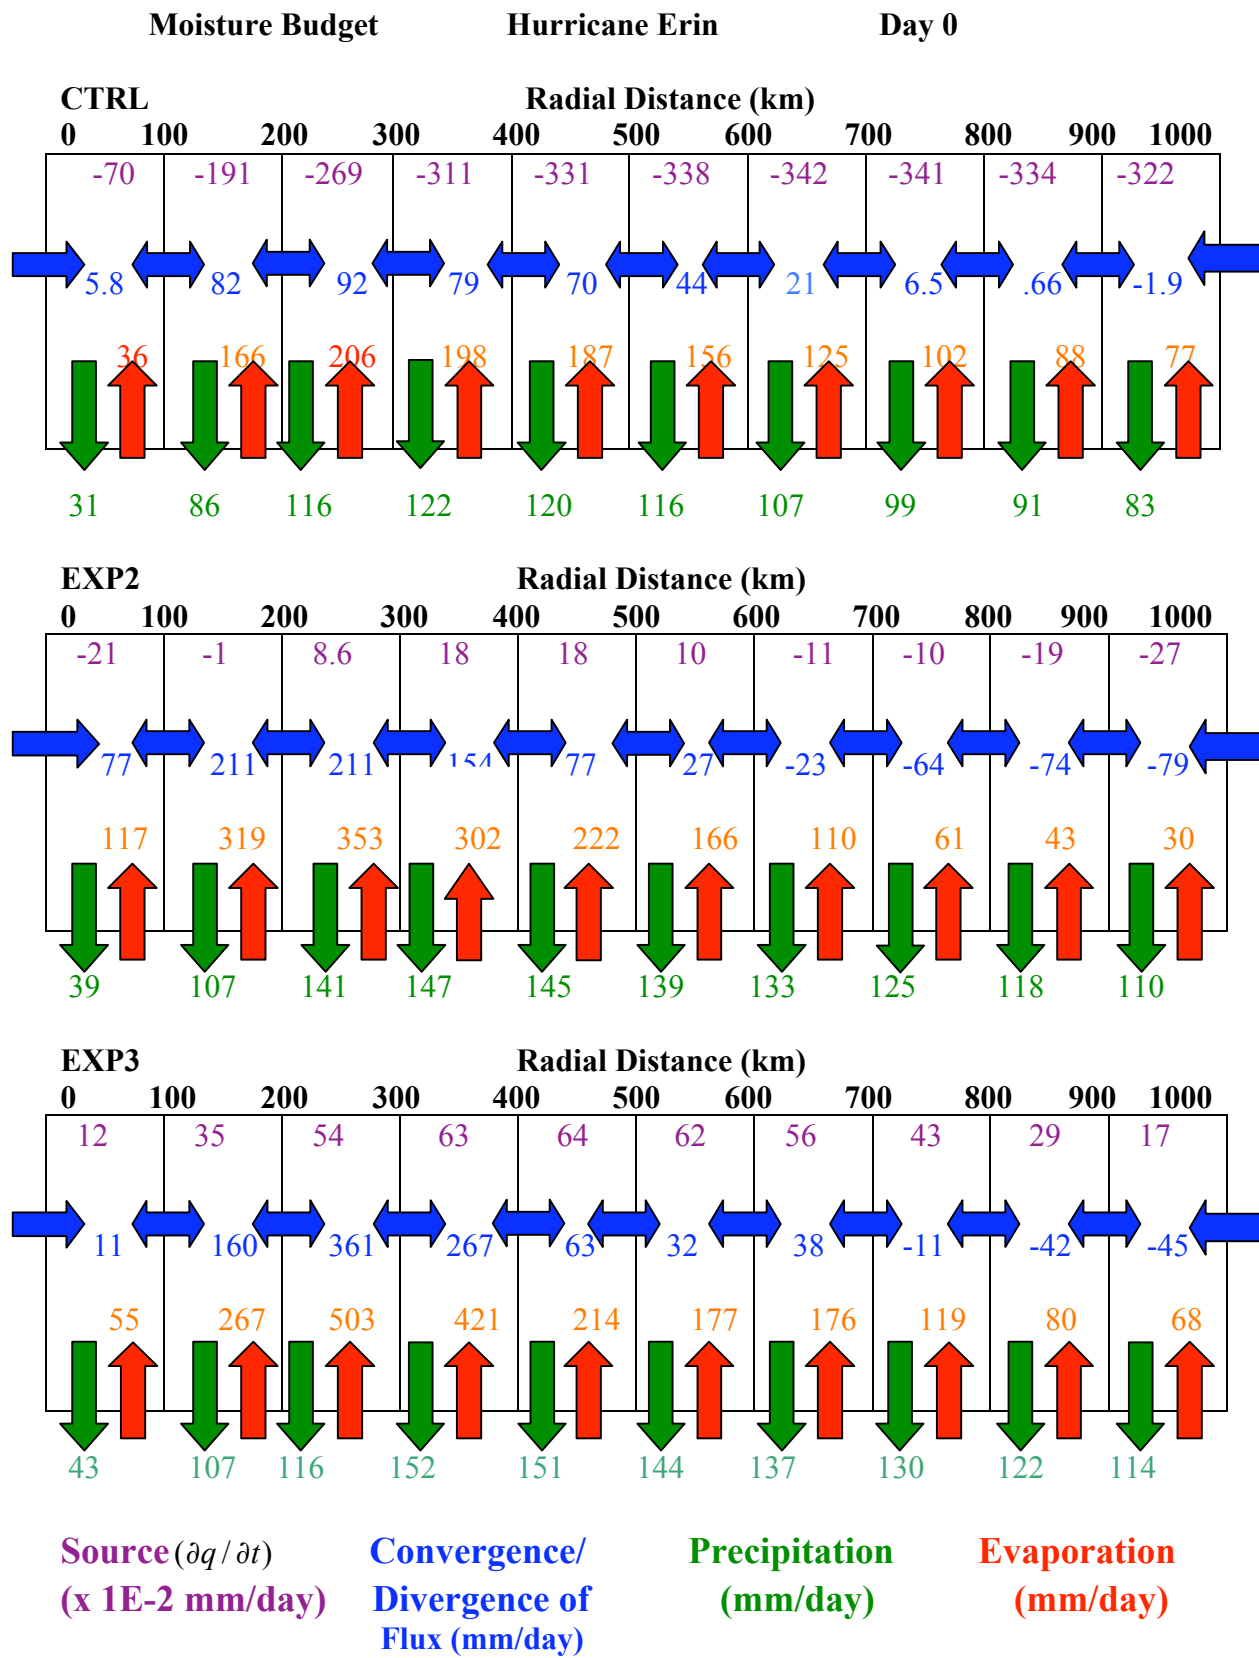 Moisture Budget Hurricane Erin Day 0
CTRL Radial Distance (km)
0 100 200 300 400 500 600 700 800 900 1000
-70 -191 -269 -311 -331 -338 -342 -341 -334 -322
5.8 82 92 79 70 44 21 6.5 .66 -1.9
36 166 206 198 187 156 125 102 88 77
31 86 116 122 120 116 107 99 91 83
EXP2 Radial Distance (km)
0 100 200 300 400 500 600 700 800 900 1000
-21 -1 8.6 18 18 10 -11 -10 -19 -27
77 211 211 154 77 27 -23 -64 -74 -79
117 319 353 302 222 166 110 61 43 30
39 107 141 147 145 139 133 125 118 110
EXP3 Radial Distance (km)
0 100 200 300 400 500 600 700 800 900 1000
12 35 54 63 64 62 56 43 29 17
11 160 361 267 63 32 38 -11 -42 -45
55 267 503 421 214 177 176 119 80 68
43 107 116 152 151 144 137 130 122 114
Source (∂q / ∂t) Convergence/ Precipitation Evaporation
(x 1E-2 mm/day) Divergence of (mm/day) (mm/day)
Flux (mm/day)